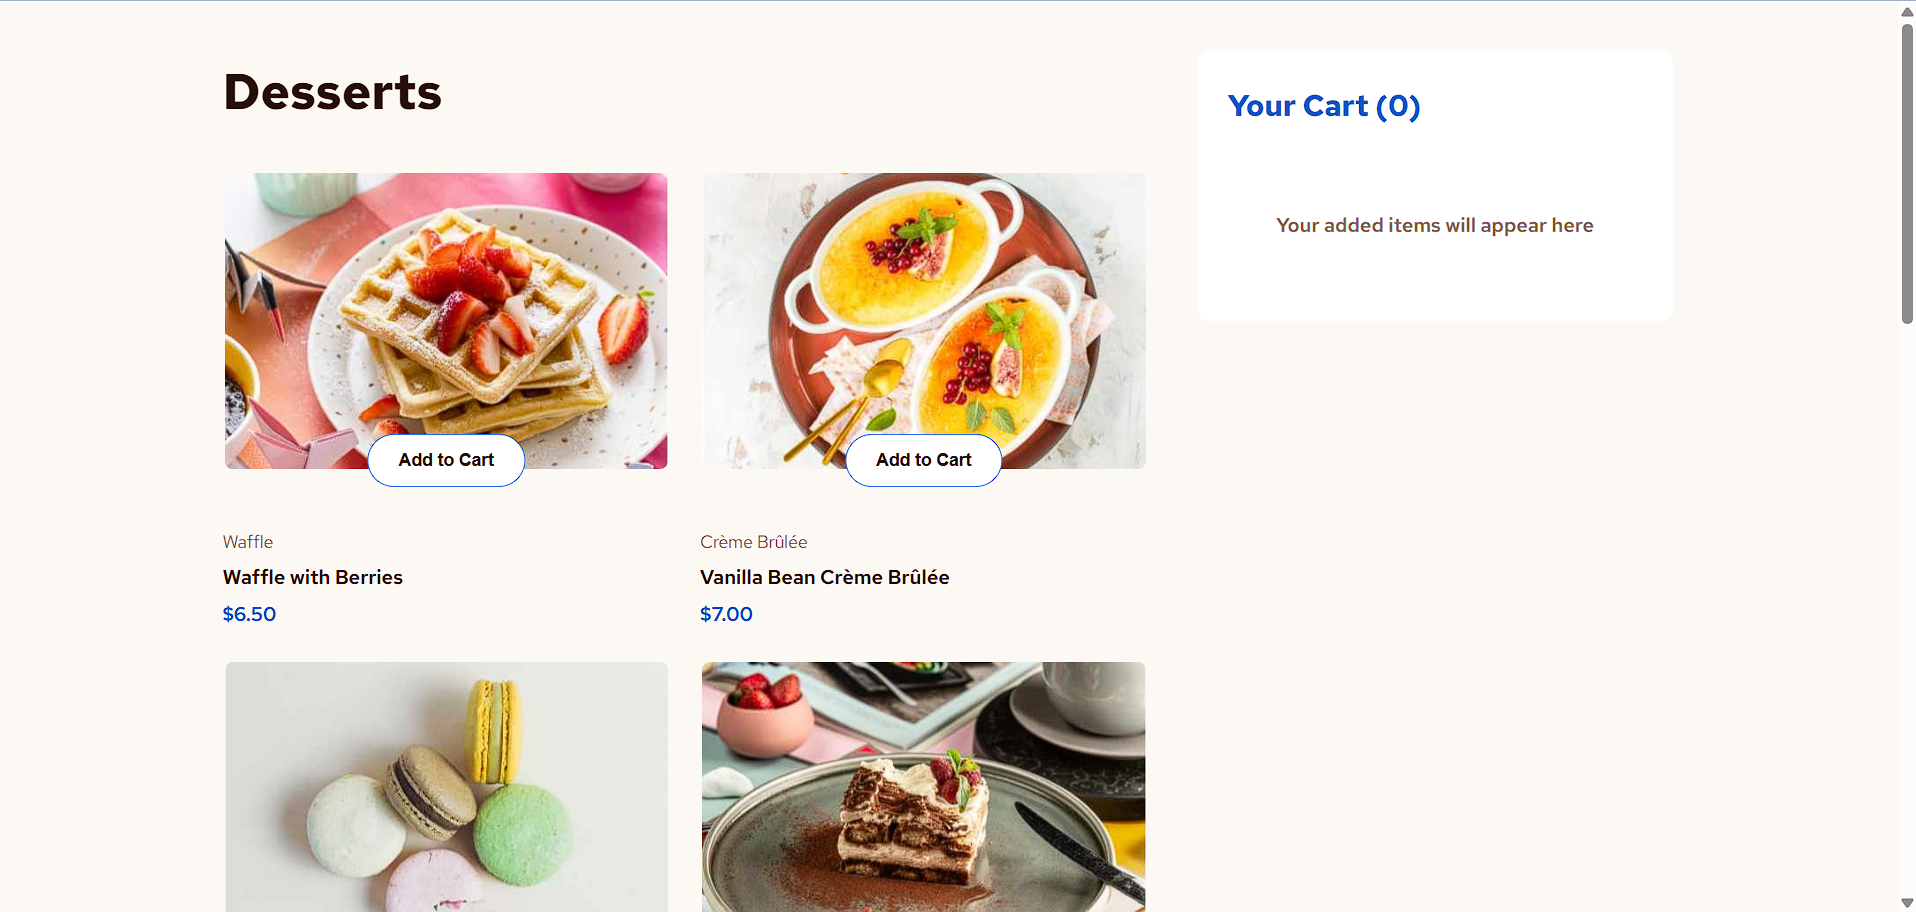 Desserts
Your Cart (0)
Your added items will appear here
Add to Cart
Add to Cart
Waffle
Waffle with Berries
$6.50
Crème Brûlée
Vanilla Bean Crème Brûlée
$7.00